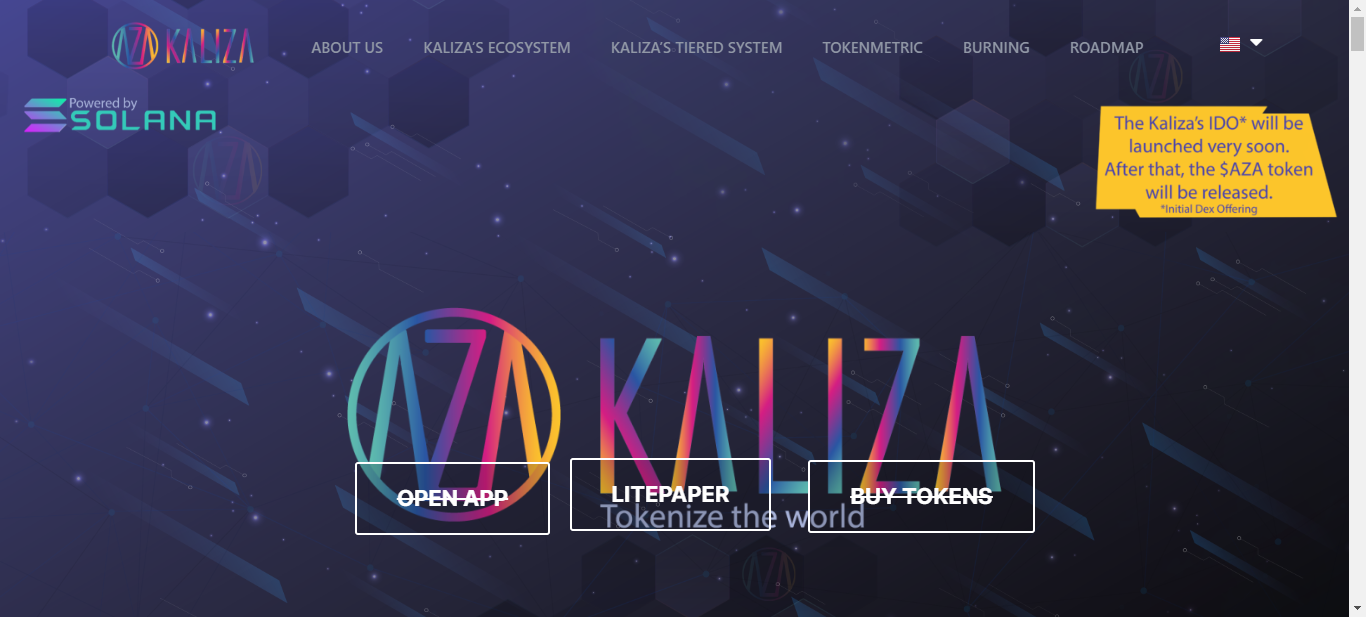 AZA KALIZA
ABOUT US
KALIZA'S ECOSYSTEM
KALIZA'S TIERED SYSTEM
TOKENMETRIC
BURNING
ROADMAP
Powered by
SOLANA
The Kaliza's IDO* will be
launched very soon.
After that, the $AZA token
will be released.
*Initial Dex Offering
AZA KALIZA
OPEN APP
LITEPAPER
BUY TOKENS
Tokenize the world